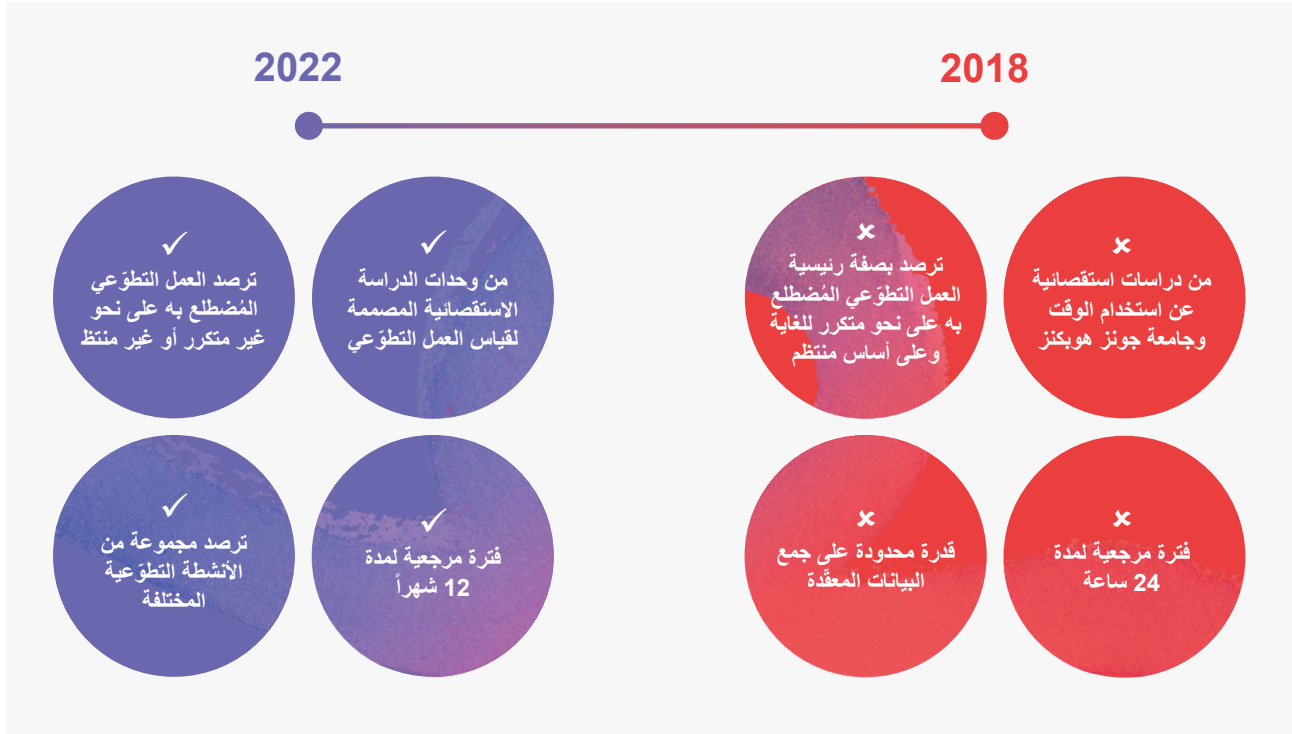 2018
2022
✘
من دراسات استقصائية
عن استخدام الوقت
وجامعة جونز هوبكنز
✘
ترصد بصفة رئيسية
العمل التطوّعي المُضطلع
به على نحو متكرر للغاية
وعلى أساس منتظم
✘
فترة مرجعية لمدة
24 ساعة
✘
قدرة محدودة على جمع
البيانات المعقّدة
✓
من وحدات الدراسة
الاستقصائية المصممة
لقياس العمل التطوّعي
✓
ترصد العمل التطوّعي
المُضطلع به على نحو
غير متكرر أو غير منتظ
✓
فترة مرجعية لمدة
12 شهراً
✓
ترصد مجموعة من
الأنشطة التطوّعية
المختلفة